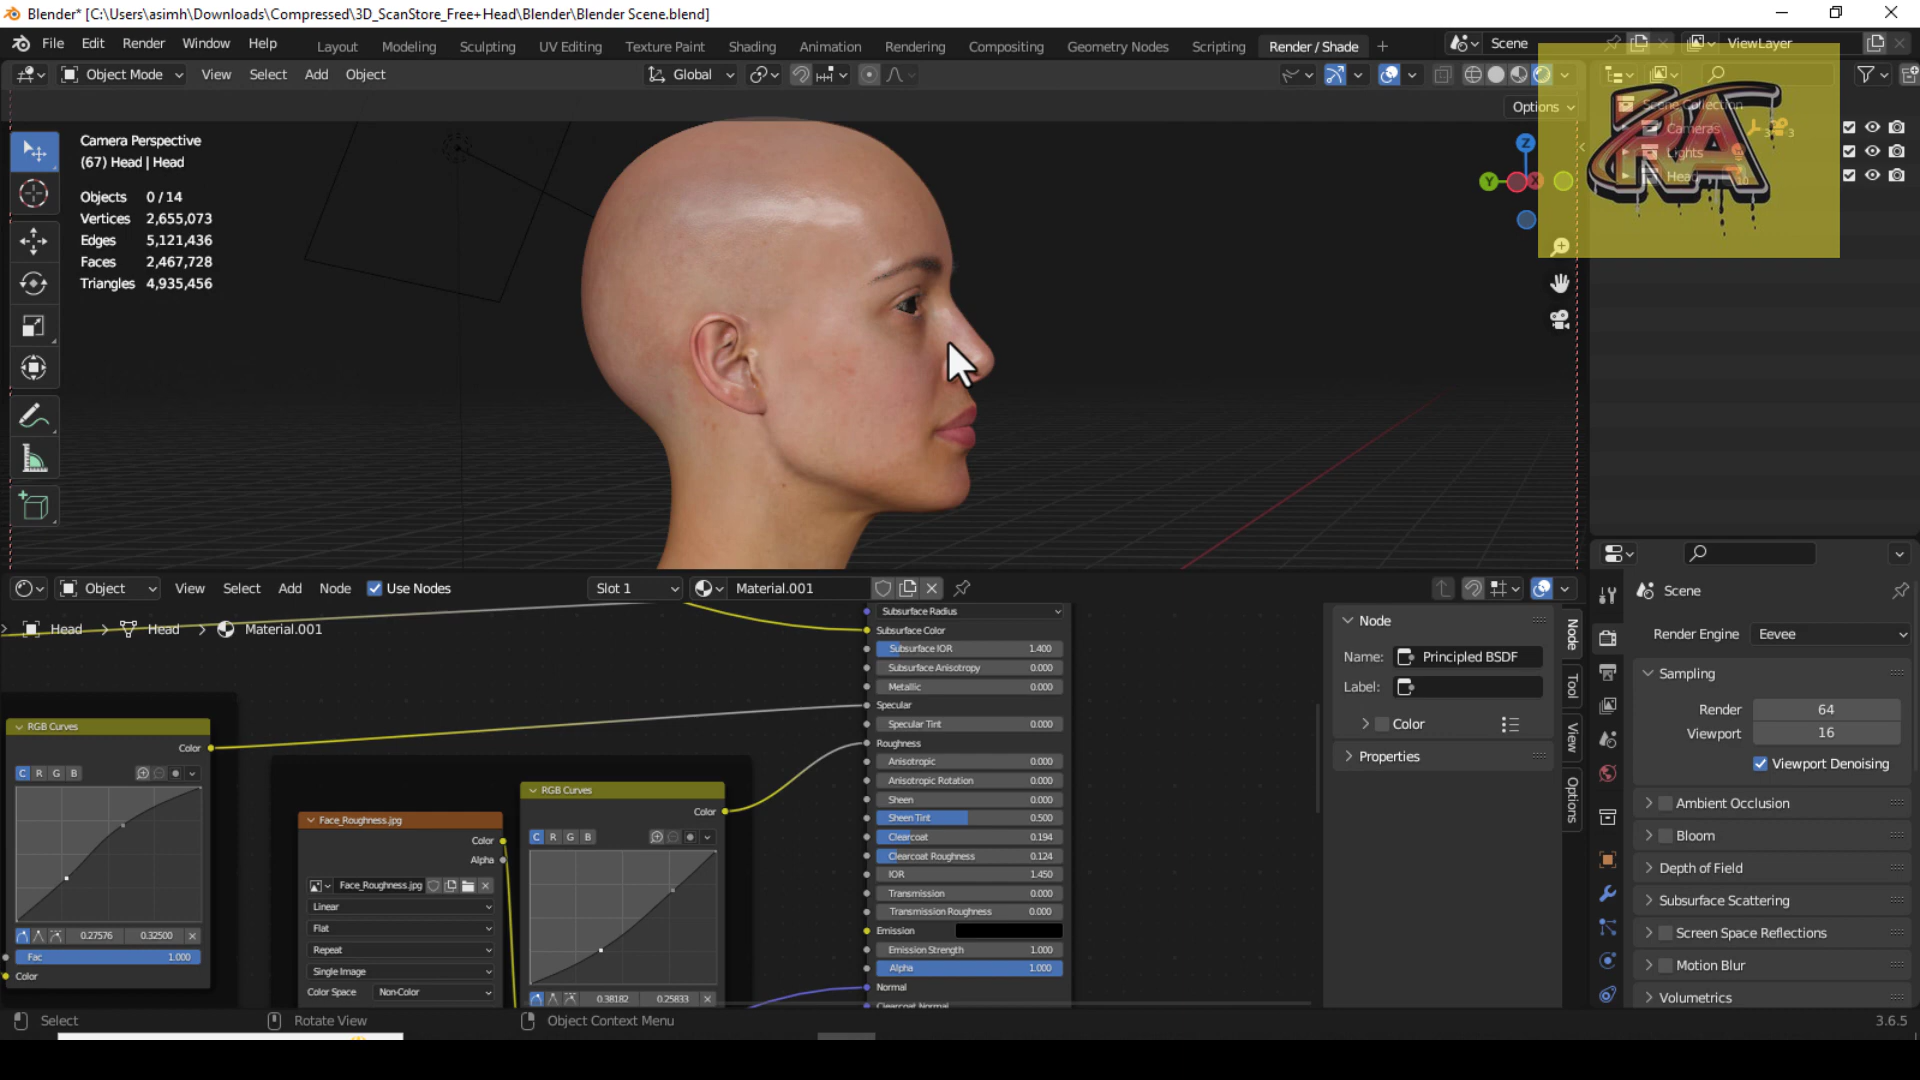 Blender* [C:\Users\asimh\Downloads\Compressed\3D_ScanStore_Free+Head\Blender\Blender Scene.blend]
File Edit Render Window Help Layout Modeling Sculpting UV Editing Texture Paint Shading Animation Rendering Compositing Geometry Nodes Scripting Render / Shade Scene ViewLayer
Object Mode View Select Add Object Global
Options
Scene Collection
Cameras 3 3
Lights
Head 10
RA
Camera Perspective
(67) Head | Head
Objects 0 / 14
Vertices 2,655,073
Edges 5,121,436
Faces 2,467,728
Triangles 4,935,456
Z
Y
X
Object View Select Add Node Use Nodes Slot 1 Material.001
Head Head Material.001
RGB Curves
Color
C R G B
0.27576 0.32500
Fac 1.000
Color
Face_Roughness.jpg
Color
Alpha
Face_Roughness.jpg
Linear
Flat
Repeat
Single Image
Color Space Non-Color
RGB Curves
Color
C R G B
0.38182 0.25833
Subsurface Radius
Subsurface Color
Subsurface IOR 1.400
Subsurface Anisotropy 0.000
Metallic 0.000
Specular
Specular Tint 0.000
Roughness
Anisotropic 0.000
Anisotropic Rotation 0.000
Sheen 0.000
Sheen Tint 0.500
Clearcoat 0.194
Clearcoat Roughness 0.124
IOR 1.450
Transmission 0.000
Transmission Roughness 0.000
Emission
Emission Strength 1.000
Alpha 1.000
Normal
Clearcoat Normal
Node
Name: Principled BSDF
Label:
Color
Properties
Node
Tool
View
Options
Scene
Render Engine Eevee
Sampling
Render 64
Viewport 16
Viewport Denoising
Ambient Occlusion
Bloom
Depth of Field
Subsurface Scattering
Screen Space Reflections
Motion Blur
Volumetrics
Select Rotate View Object Context Menu 3.6.5